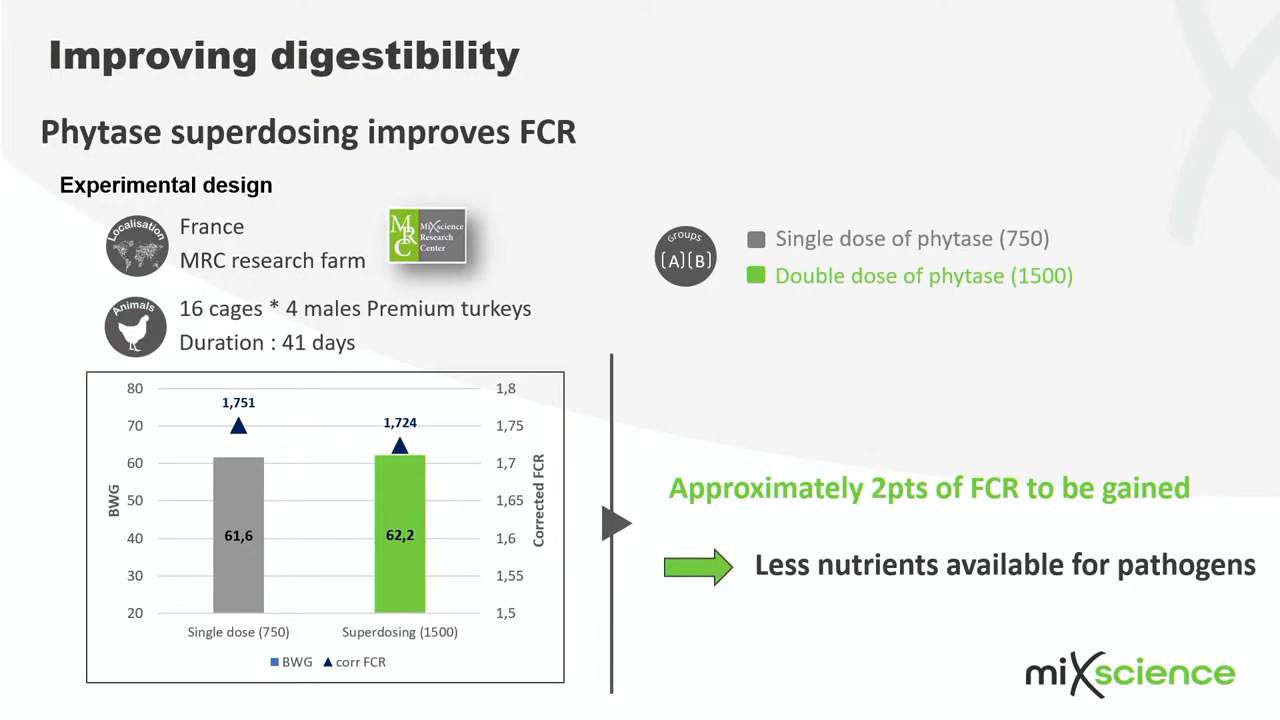 Improving digestibility
Phytase superdosing improves FCR
Experimental design
Localisation
France
MRC research farm
MRC
MiXscience
Research
Center
Animals
16 cages * 4 males Premium turkeys
Duration : 41 days
groups
(A)(B)
Single dose of phytase (750)
Double dose of phytase (1500)
80
70
60
50
40
30
20
BWG
1,751
1,724
61,6
62,2
1,8
1,75
1,7
1,65
1,6
1,55
1,5
Corrected FCR
Single dose (750)
Superdosing (1500)
BWG
corr FCR
Approximately 2pts of FCR to be gained
Less nutrients available for pathogens
miXscience